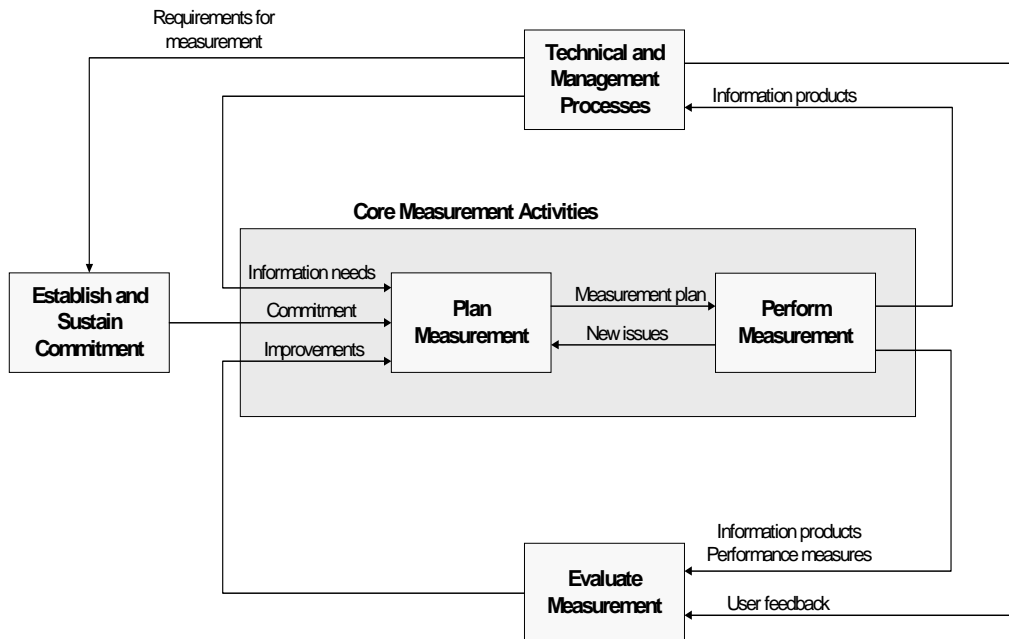 Requirements for
measurement
Technical and
Management
Processes
Information products
Core Measurement Activities
Information needs
Establish and
Sustain
Commitment
Commitment
Improvements
Plan
Measurement
Measurement plan
New issues
Perform
Measurement
Information products
Performance measures
Evaluate
Measurement
User feedback